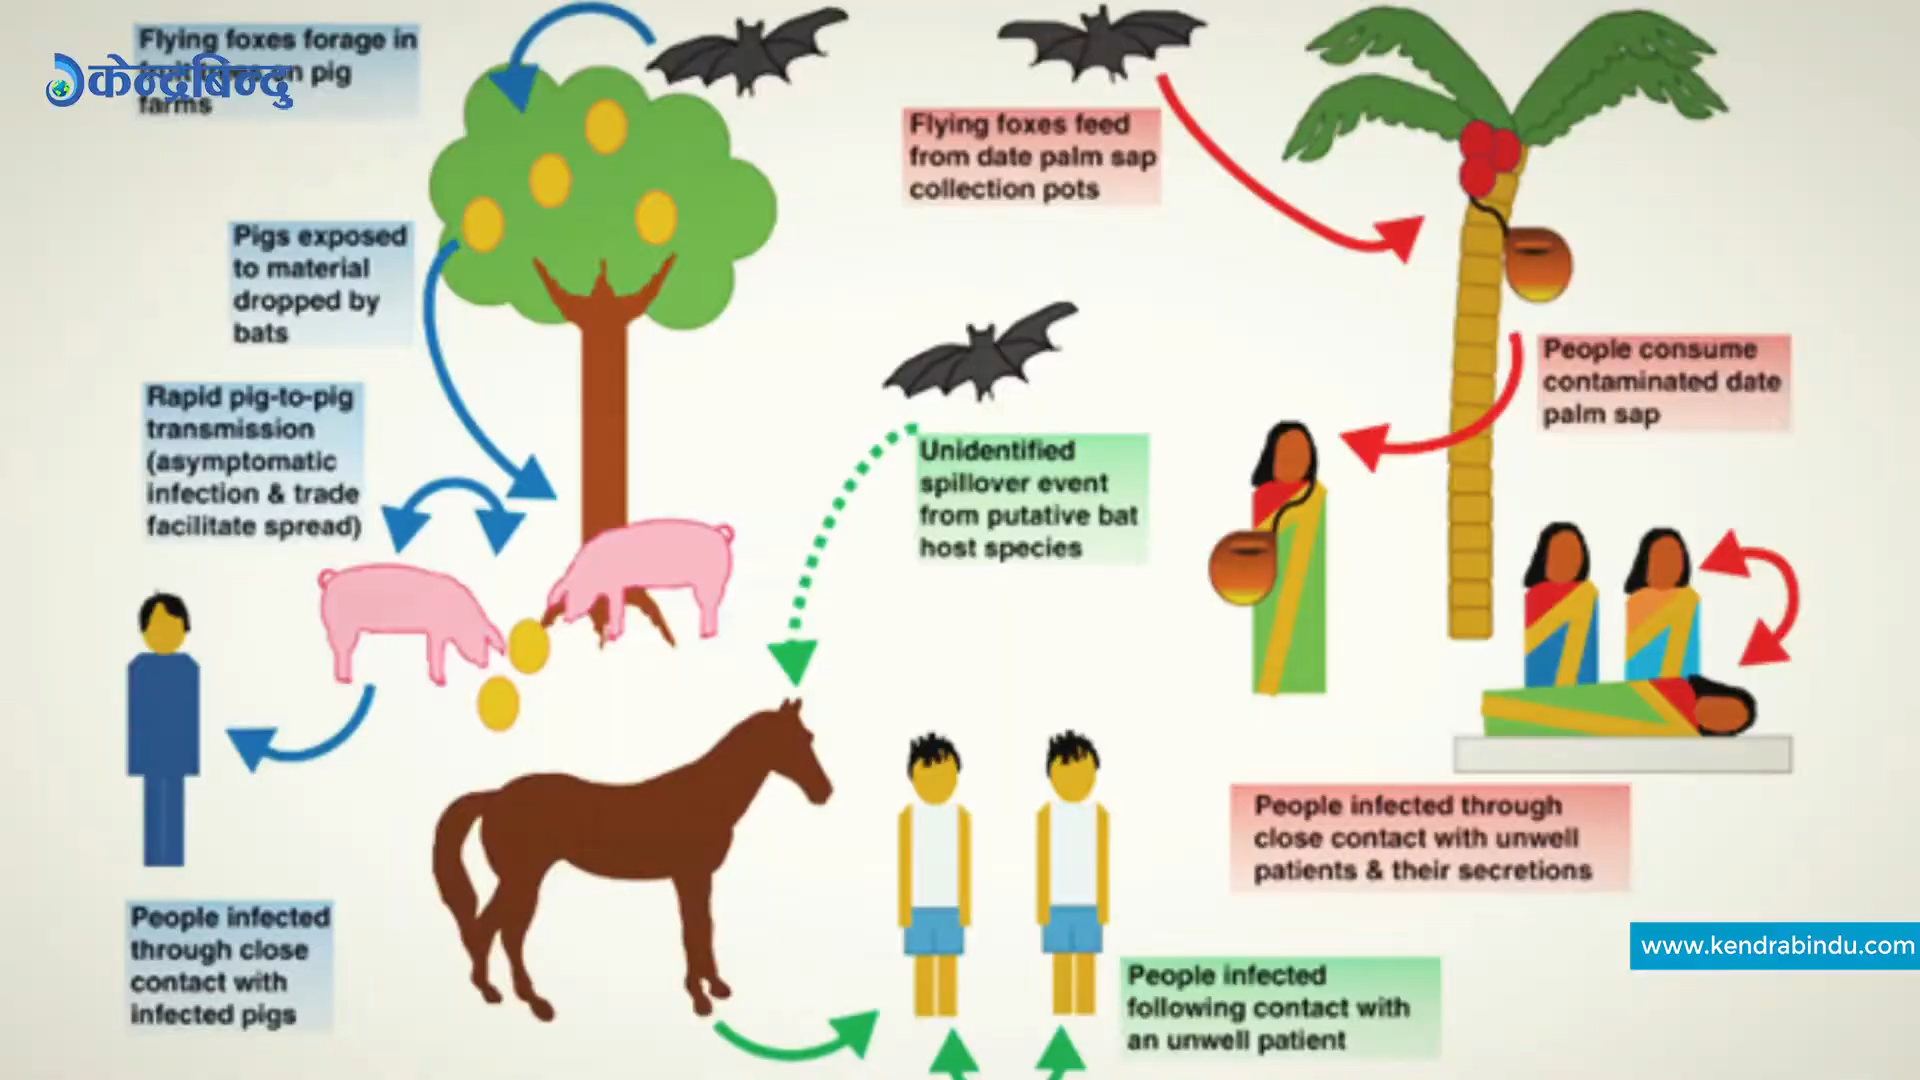 Flying foxes forage in
केन्द्रबिन्दु
pig
farms
Flying foxes feed
from date palm sap
collection pots
Pigs exposed
to material
dropped by
bats
People consume
contaminated date
palm sap
Rapid pig-to-pig
transmission
(asymptomatic
infection & trade
facilitate spread)
Unidentified
spillover event
from putative bat
host species
People infected through
close contact with unwell
patients & their secretions
People infected
through close
contact with
infected pigs
www.kendrabindu.com
People infected
following contact with
an unwell patient